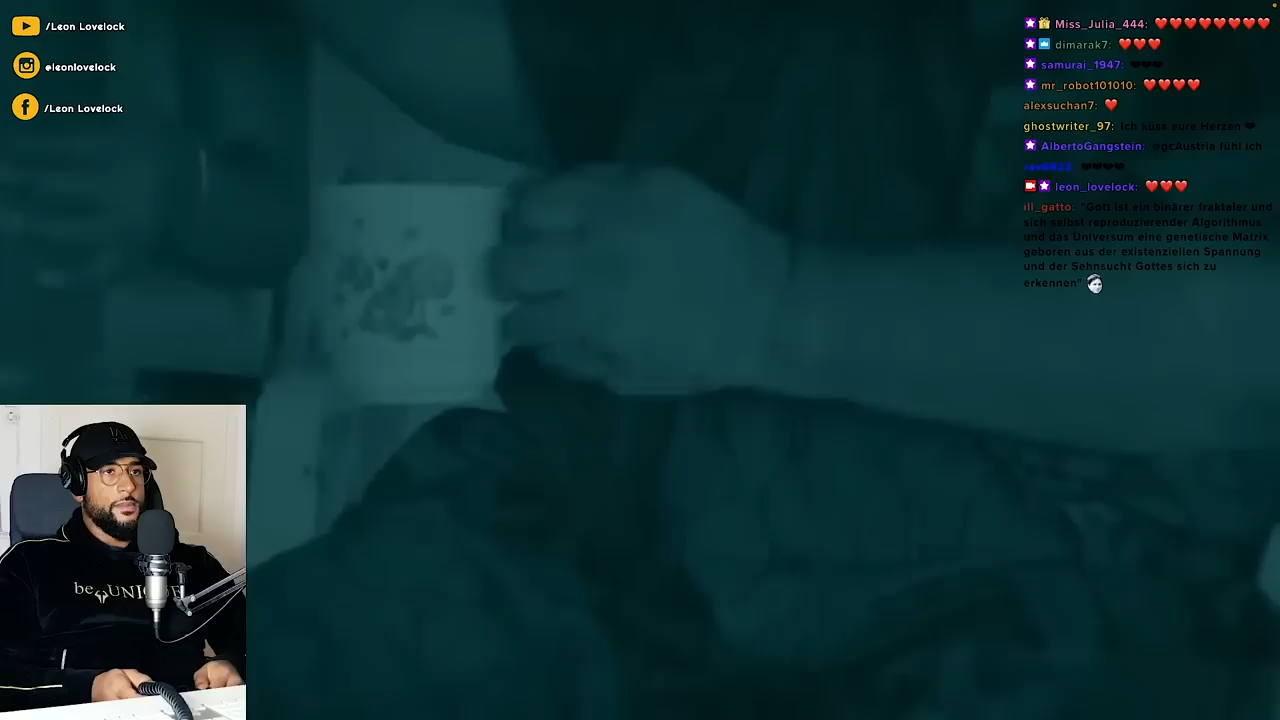 /Leon Lovelock
@leonlovelock
/Leon Lovelock
Miss_Julia_444: ❤️❤️❤️❤️❤️❤️❤️❤️
dimarak7: ❤️❤️❤️
samurai_1947: ❤❤❤
mr_robot101010: ❤️❤️❤️❤️
alexsuchan7: ❤️
ghostwriter_97: Ich küss eure Herzen ❤
AlbertoGangstein: @gcAustria fühl ich
leon_lovelock: ❤️❤️❤️
ill_gatto: "Gott ist ein binärer fraktaler und
sich selbst reproduzierender Algorithmus
und das Universum eine genetische Matrix
geboren aus der existenziellen Spannung
und der Sehnsucht Gottes sich zu
erkennen"
be UNIQUE